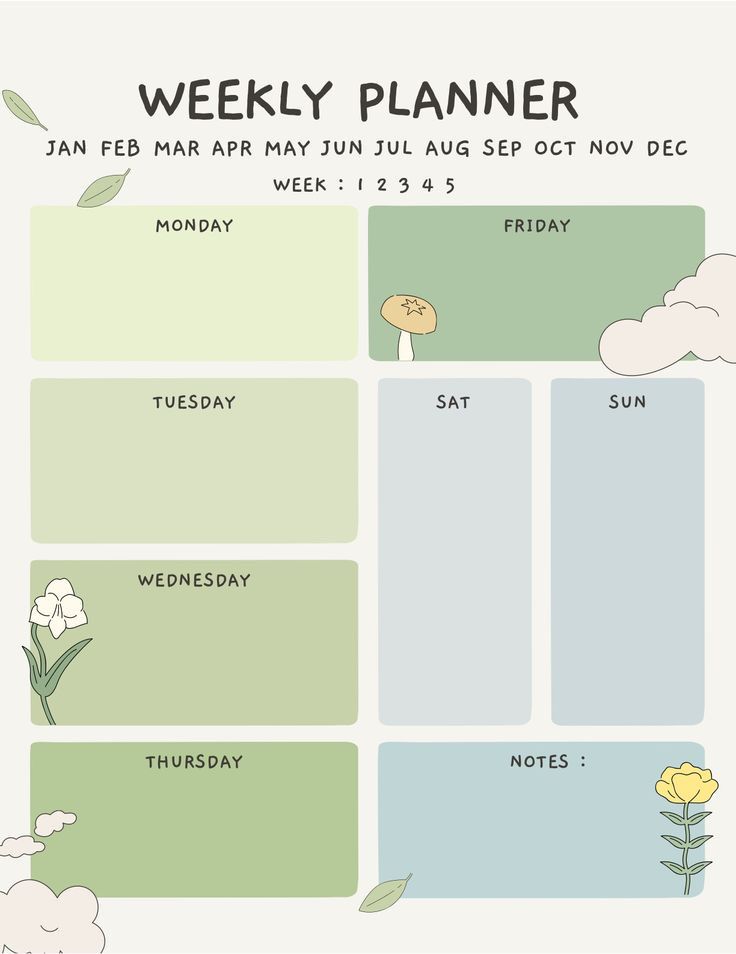 WEEKLY PLANNER
JAN FEB MAR APR MAY JUN JUL AUG SEP OCT NOV DEC
WEEK : 1 2 3 4 5
MONDAY
FRIDAY
TUESDAY
SAT
SUN
WEDNESDAY
THURSDAY
NOTES :